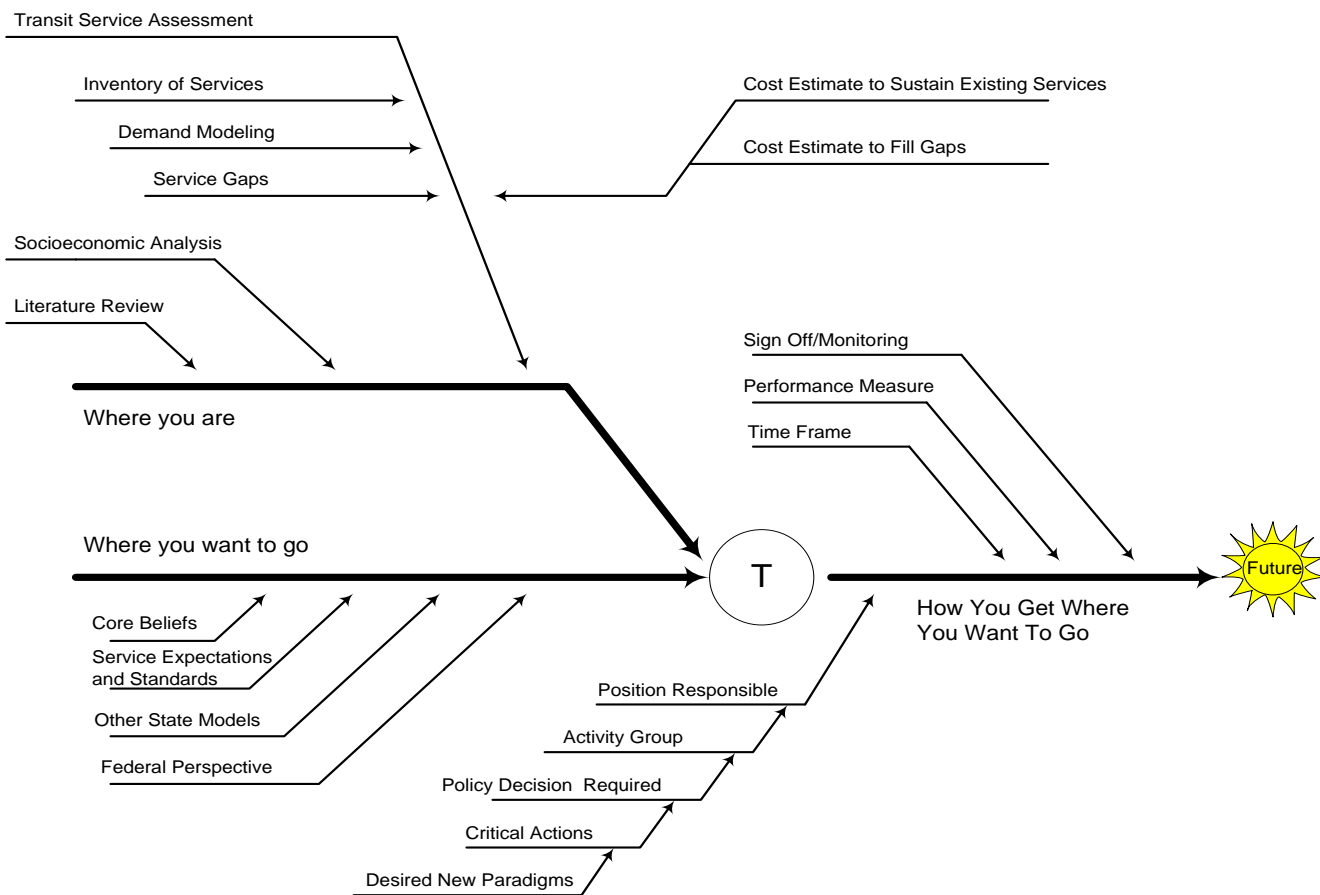 Transit Service Assessment
Inventory of Services
Demand Modeling
Service Gaps
Cost Estimate to Sustain Existing Services
Cost Estimate to Fill Gaps
Socioeconomic Analysis
Literature Review
Where you are
Sign Off/Monitoring
Performance Measure
Time Frame
Where you want to go
T
Future
How You Get Where
You Want To Go
Core Beliefs
Service Expectations
and Standards
Other State Models
Federal Perspective
Position Responsible
Activity Group
Policy Decision  Required
Critical Actions
Desired New Paradigms